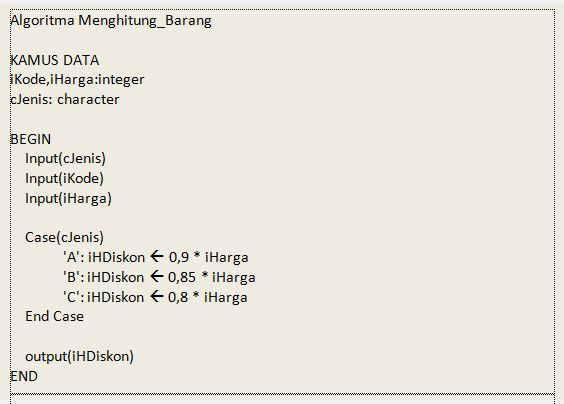 Algoritma Menghitung_Barang
KAMUS DATA
iKode,iHarga:integer
cJenis: character
BEGIN
Input(cJenis)
Input(iKode)
Input(iHarga)
Case(cJenis)
'A': iHDiskon ← 0,9 * iHarga
'B': iHDiskon ← 0,85 * iHarga
'C': iHDiskon ← 0,8 * iHarga
End Case
output(iHDiskon)
END